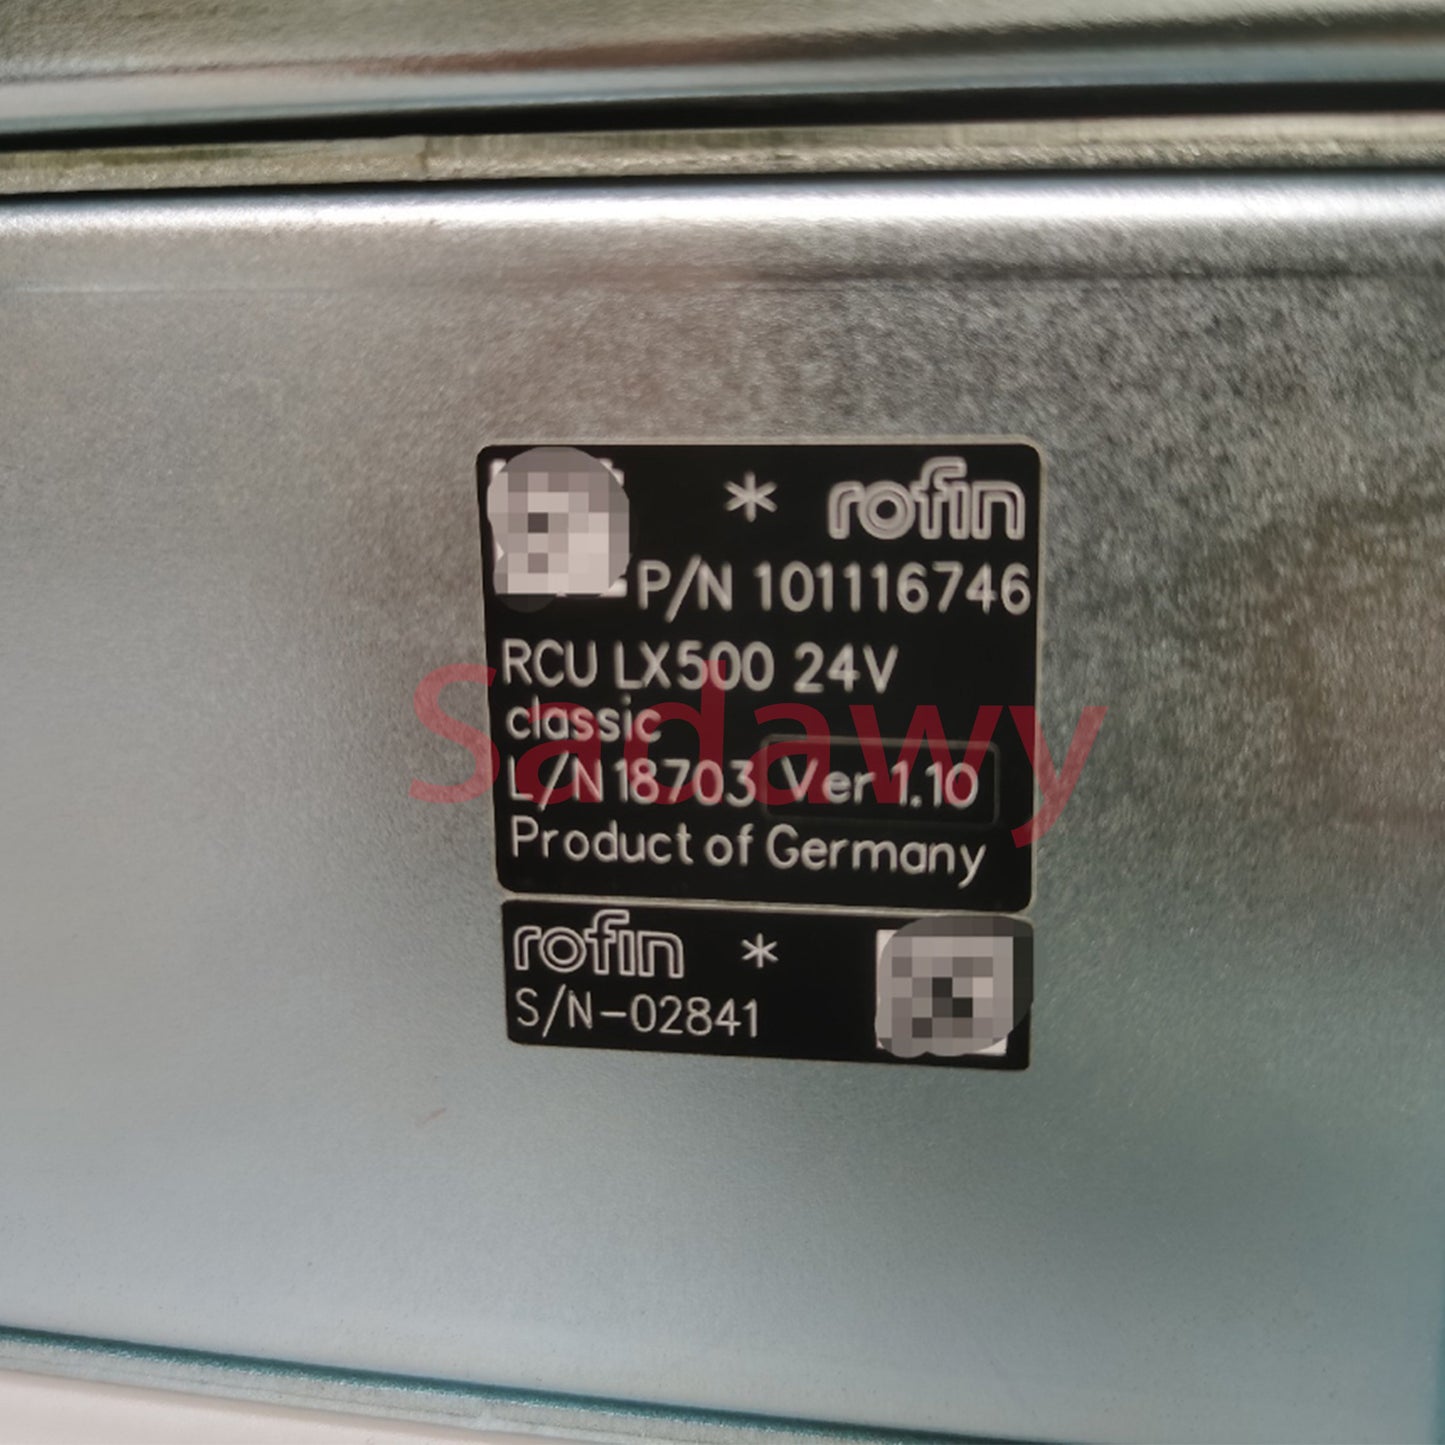 * rofin
P/N 101116746
RCU LX500 24V
classic
L/N 18703 Ver 1.10
Product of Germany
rofin *
S/N-02841
Sadawy